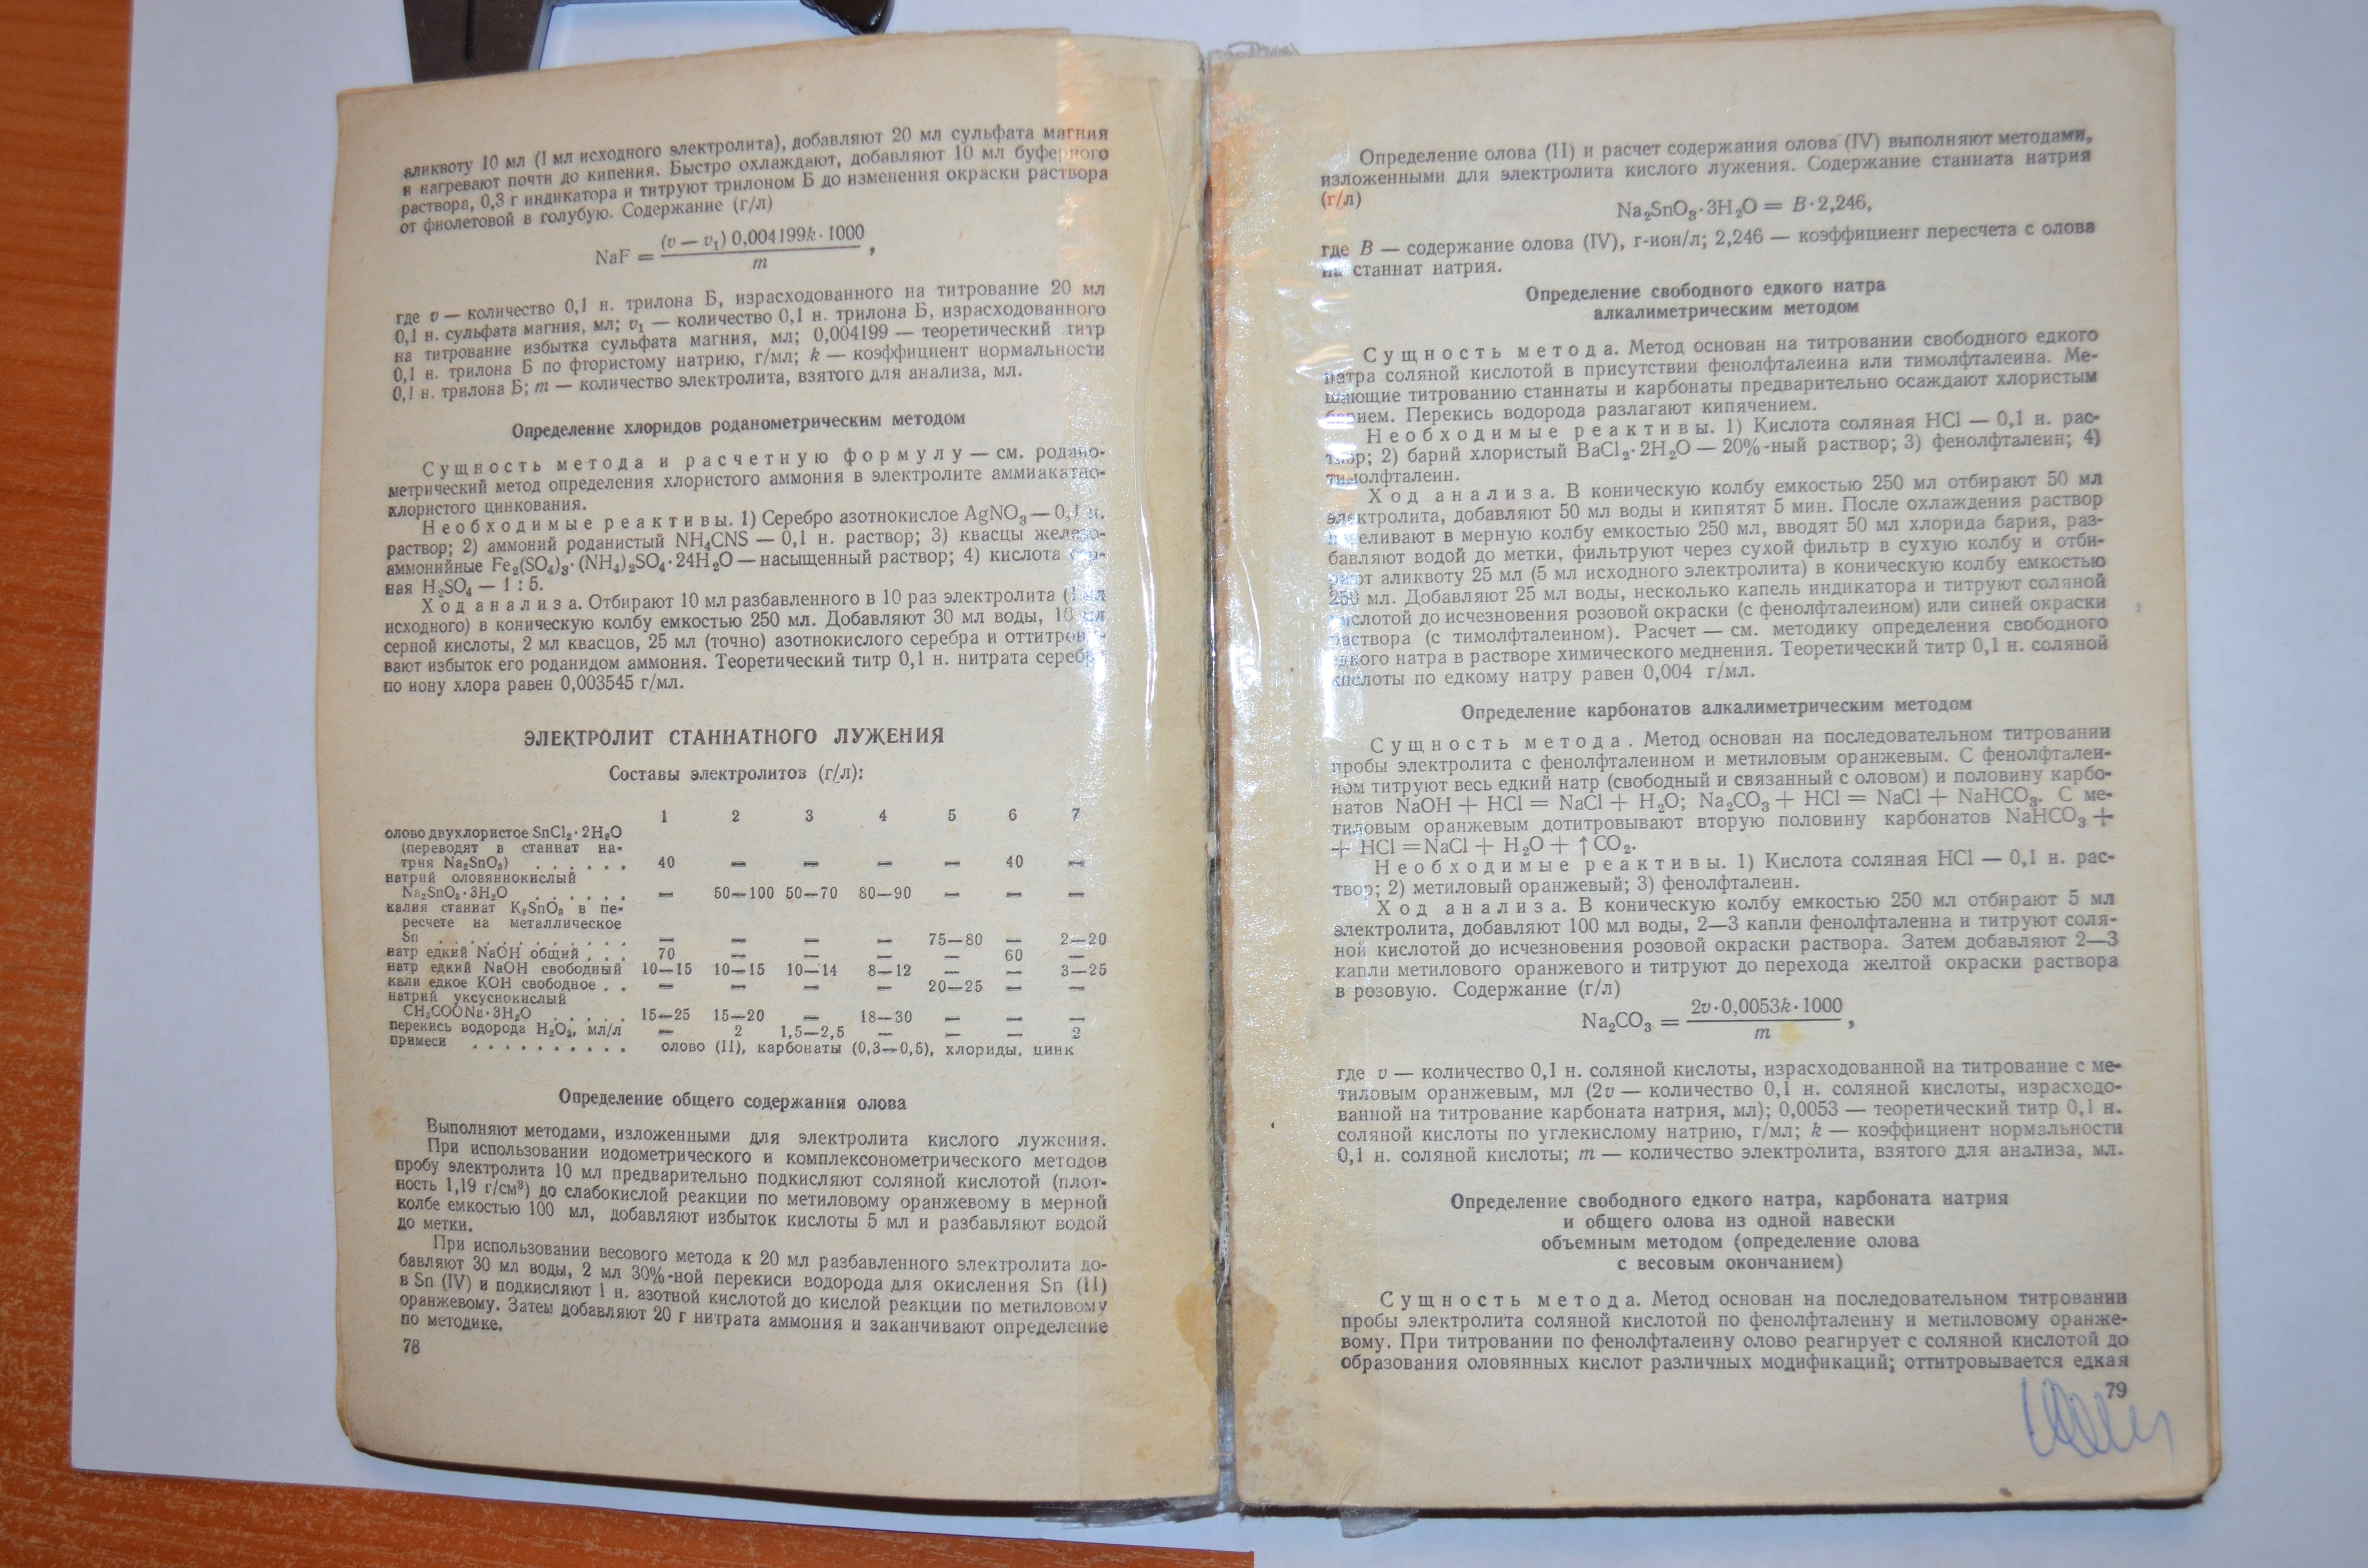 аликвоту 10 мл (1 мл исходного электролита), добавляют 20 мл сульфата магния
и нагревают почти до кипения. Быстро охлаждают, добавляют 10 мл буферного
раствора, 0,3 г индикатора и титруют трилоном Б до изменения окраски раствора
от фиолетовой в голубую. Содержание (г/л)
NaF = (v — v₁) 0,004199k · 1000 / m ,
где v — количество 0,1 н. трилона Б, израсходованного на титрование 20 мл
0,1 н. сульфата магния, мл; v₁ — количество 0,1 н. трилона Б, израсходованного
на титрование избытка сульфата магния, мл; 0,004199 — теоретический титр
0,1 н. трилона Б по фтористому натрию, г/мл; k — коэффициент нормальности
0,1 н. трилона Б; m — количество электролита, взятого для анализа, мл.
Определение хлоридов роданометрическим методом
Сущность метода и расчетную формулу — см. родано-
метрический метод определения хлористого аммония в электролите аммиакатно-
хлористого цинкования.
Необходимые реактивы. 1) Серебро азотнокислое AgNO₃ — 0,1 н.
раствор; 2) аммоний роданистый NH₄CNS — 0,1 н. раствор; 3) квасцы железо-
аммонийные Fe₂(SO₄)₃·(NH₄)₂SO₄·24H₂O — насыщенный раствор; 4) кислота сер-
ная H₂SO₄ — 1 : 5.
Ход анализа. Отбирают 10 мл разбавленного в 10 раз электролита (1 мл
исходного) в коническую колбу емкостью 250 мл. Добавляют 30 мл воды, 10 мл
серной кислоты, 2 мл квасцов, 25 мл (точно) азотнокислого серебра и оттитровы-
вают избыток его роданидом аммония. Теоретический титр 0,1 н. нитрата серебра
по иону хлора равен 0,003545 г/мл.
ЭЛЕКТРОЛИТ СТАННАТНОГО ЛУЖЕНИЯ
Составы электролитов (г/л):
1 2 3 4 5 6 7
олово двухлористое SnCl₂·2H₂O
(переводят в станнат на-
трия Na₂SnO₃) . . . . . . 40 — — — — 40 —
натрий оловяннокислый
Na₂SnO₃·3H₂O . . . . . . — 50—100 50—70 80—90 — — —
калия станнат K₂SnO₃ в пе-
ресчете на металлическое
Sn . . . . . . . . . . . . — — — — 75—80 — 2—20
натр едкий NaOH общий . . . 70 — — — — 60 —
натр едкий NaOH свободный 10—15 10—15 10—14 8—12 — — 3—25
кали едкое KOH свободное . . — — — — 20—25 — —
натрий уксуснокислый
CH₃COONa·3H₂O . . . . . 15—25 15—20 — 18—30 — — —
перекись водорода H₂O₂, мл/л — 2 1,5—2,5 — — — 2
примеси . . . . . . . . . . олово (II), карбонаты (0,3—0,5), хлориды, цинк
Определение общего содержания олова
Выполняют методами, изложенными для электролита кислого лужения.
При использовании иодометрического и комплексонометрического методов
пробу электролита 10 мл предварительно подкисляют соляной кислотой (плот-
ность 1,19 г/см³) до слабокислой реакции по метиловому оранжевому в мерной
колбе емкостью 100 мл, добавляют избыток кислоты 5 мл и разбавляют водой
до метки.
При использовании весового метода к 20 мл разбавленного электролита до-
бавляют 30 мл воды, 2 мл 30%-ной перекиси водорода для окисления Sn (II)
в Sn (IV) и подкисляют 1 н. азотной кислотой до кислой реакции по метиловому
оранжевому. Затем добавляют 20 г нитрата аммония и заканчивают определение
по методике.
78
Определение олова (II) и расчет содержания олова (IV) выполняют методами,
изложенными для электролита кислого лужения. Содержание станната натрия
(г/л)
Na₂SnO₃·3H₂O = B·2,246,
где B — содержание олова (IV), г-ион/л; 2,246 — коэффициент пересчета с олова
на станнат натрия.
Определение свободного едкого натра
алкалиметрическим методом
Сущность метода. Метод основан на титровании свободного едкого
натра соляной кислотой в присутствии фенолфталеина или тимолфталеина. Ме-
шающие титрованию станнаты и карбонаты предварительно осаждают хлористым
барием. Перекись водорода разлагают кипячением.
Необходимые реактивы. 1) Кислота соляная HCl — 0,1 н. рас-
твор; 2) барий хлористый BaCl₂·2H₂O — 20%-ный раствор; 3) фенолфталеин; 4)
тимолфталеин.
Ход анализа. В коническую колбу емкостью 250 мл отбирают 50 мл
электролита, добавляют 50 мл воды и кипятят 5 мин. После охлаждения раствор
переливают в мерную колбу емкостью 250 мл, вводят 50 мл хлорида бария, раз-
бавляют водой до метки, фильтруют через сухой фильтр в сухую колбу и отби-
рают аликвоту 25 мл (5 мл исходного электролита) в коническую колбу емкостью
250 мл. Добавляют 25 мл воды, несколько капель индикатора и титруют соляной
кислотой до исчезновения розовой окраски (с фенолфталеином) или синей окраски
раствора (с тимолфталеином). Расчет — см. методику определения свободного
едкого натра в растворе химического меднения. Теоретический титр 0,1 н. соляной
кислоты по едкому натру равен 0,004 г/мл.
Определение карбонатов алкалиметрическим методом
Сущность метода. Метод основан на последовательном титровании
пробы электролита с фенолфталеином и метиловым оранжевым. С фенолфталеи-
ном титруют весь едкий натр (свободный и связанный с оловом) и половину карбо-
натов NaOH + HCl = NaCl + H₂O; Na₂CO₃ + HCl = NaCl + NaHCO₃. С ме-
тиловым оранжевым дотитровывают вторую половину карбонатов NaHCO₃ +
+ HCl = NaCl + H₂O + ↑CO₂.
Необходимые реактивы. 1) Кислота соляная HCl — 0,1 н. рас-
твор; 2) метиловый оранжевый; 3) фенолфталеин.
Ход анализа. В коническую колбу емкостью 250 мл отбирают 5 мл
электролита, добавляют 100 мл воды, 2—3 капли фенолфталеина и титруют соля-
ной кислотой до исчезновения розовой окраски раствора. Затем добавляют 2—3
капли метилового оранжевого и титруют до перехода желтой окраски раствора
в розовую. Содержание (г/л)
Na₂CO₃ = 2v·0,0053k·1000 / m ,
где v — количество 0,1 н. соляной кислоты, израсходованной на титрование с ме-
тиловым оранжевым, мл (2v — количество 0,1 н. соляной кислоты, израсходо-
ванной на титрование карбоната натрия, мл); 0,0053 — теоретический титр 0,1 н.
соляной кислоты по углекислому натрию, г/мл; k — коэффициент нормальности
0,1 н. соляной кислоты; m — количество электролита, взятого для анализа, мл.
Определение свободного едкого натра, карбоната натрия
и общего олова из одной навески
объемным методом (определение олова
с весовым окончанием)
Сущность метода. Метод основан на последовательном титровании
пробы электролита соляной кислотой по фенолфталеину и метиловому оранже-
вому. При титровании по фенолфталеину олово реагирует с соляной кислотой до
образования оловянных кислот различных модификаций; оттитровывается едкая
79